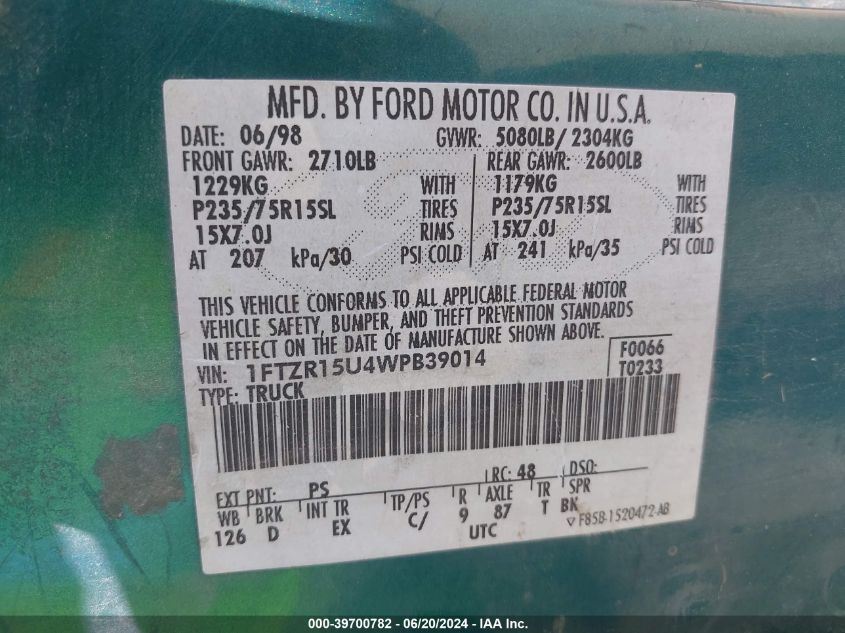 MFD. BY FORD MOTOR CO. IN U.S.A.
DATE: 06/98 GVWR: 5080LB/ 2304KG
FRONT GAWR: 2710LB REAR GAWR: 2600LB
1229KG WITH 1179KG WITH
P235/75R15SL TIRES P235/75R15SL TIRES
15X7.0J RIMS 15X7.0J RIMS
AT 207 kPa/30 PSI COLD AT 241 kPa/35 PSI COLD
THIS VEHICLE CONFORMS TO ALL APPLICABLE FEDERAL MOTOR
VEHICLE SAFETY, BUMPER, AND THEFT PREVENTION STANDARDS
IN EFFECT ON THE DATE OF MANUFACTURE SHOWN ABOVE.
VIN: 1FTZR15U4WPB39014 F0066
TYPE: TRUCK T0233
EXT PNT: PS RC: 48 DSO:
WB BRK INT TR TP/PS R AXLE TR SPR
126 D EX C/ 9 87 T BK
UTC ▽ F85B-1520472-AB
000-39700782 - 06/20/2024 - IAA Inc.